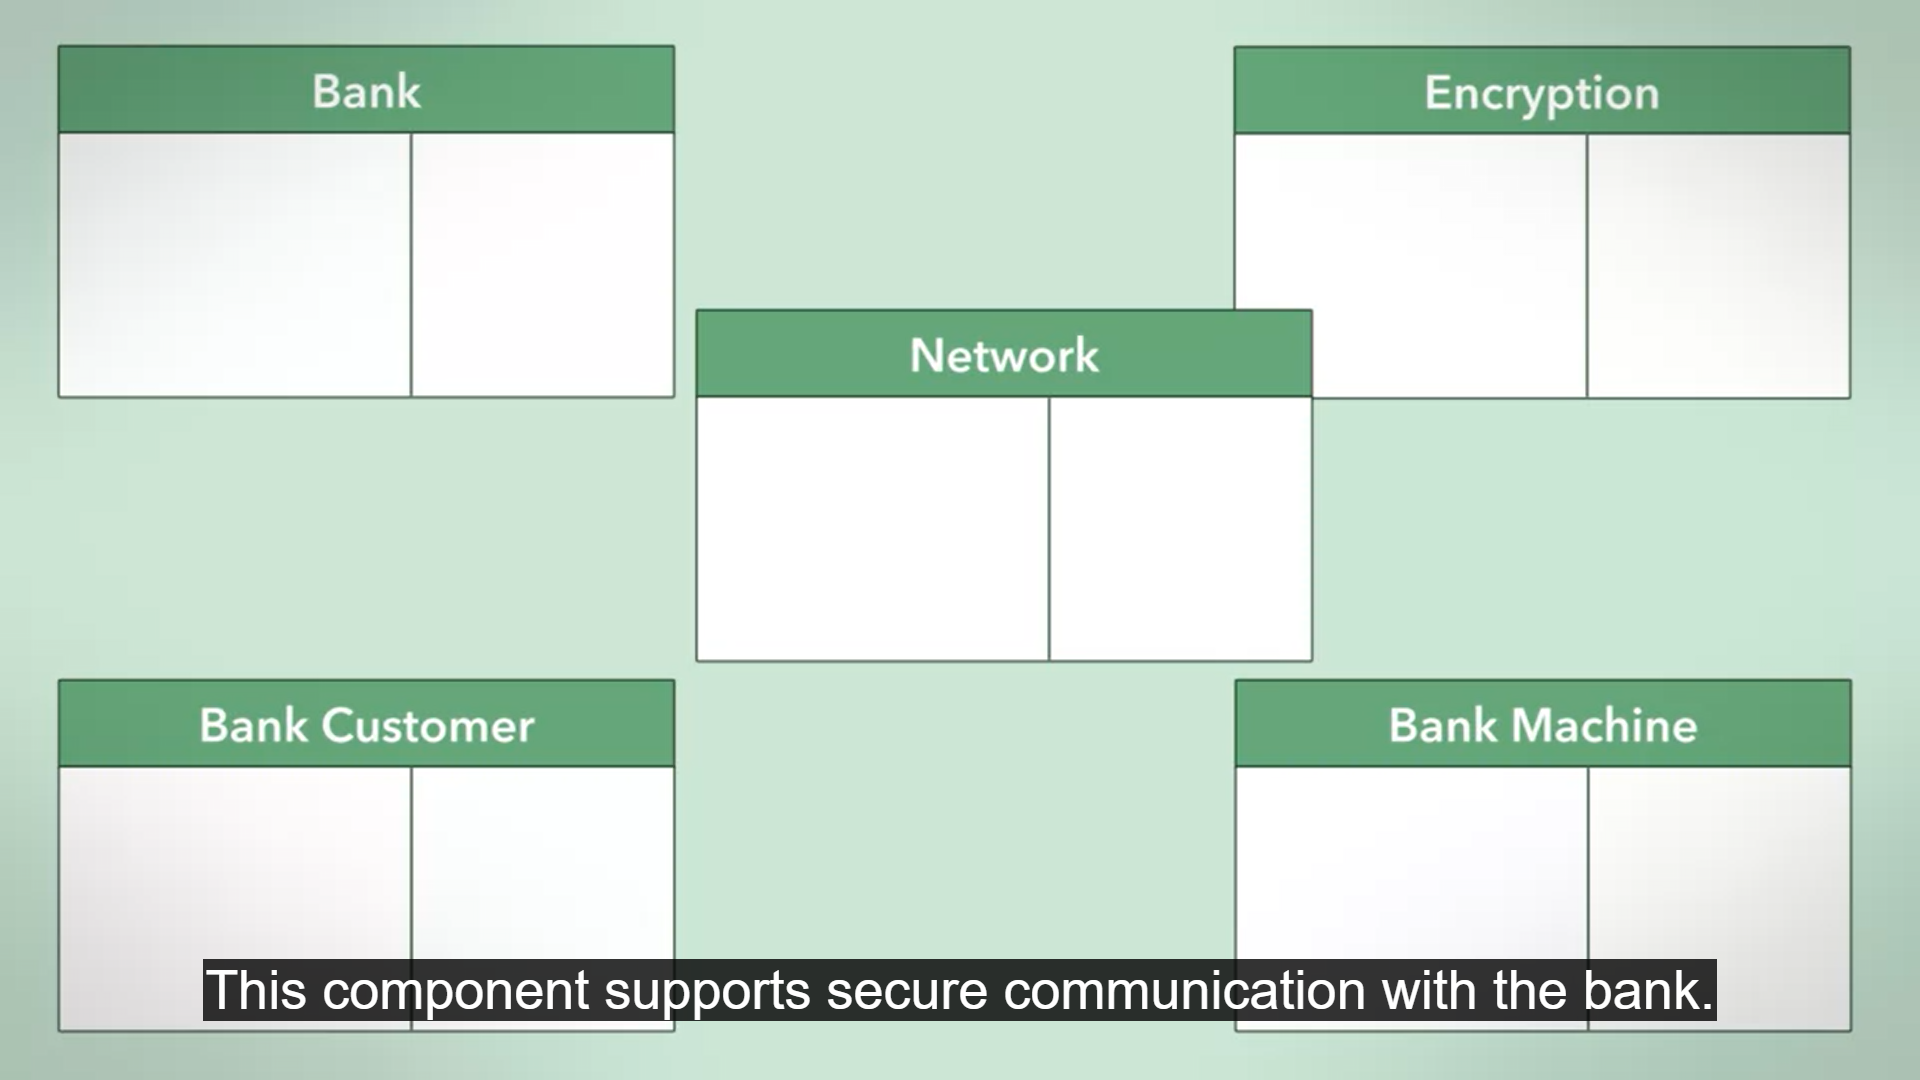 Bank
Encryption
Network
Bank Customer
Bank Machine
This component supports secure communication with the bank.